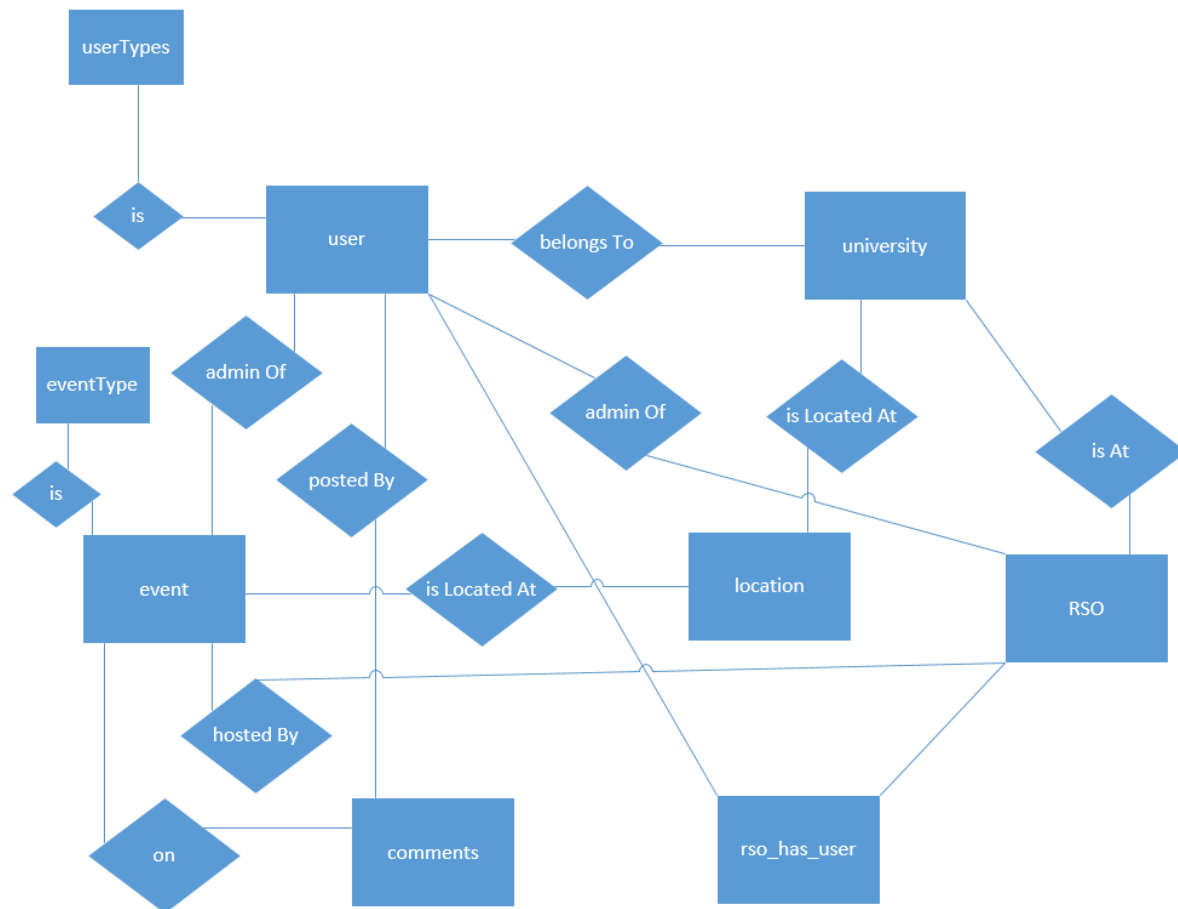 userTypes
is
user
belongs To
university
admin Of
eventType
admin Of
is Located At
is At
is
posted By
event
is Located At
location
RSO
hosted By
on
comments
rso_has_user